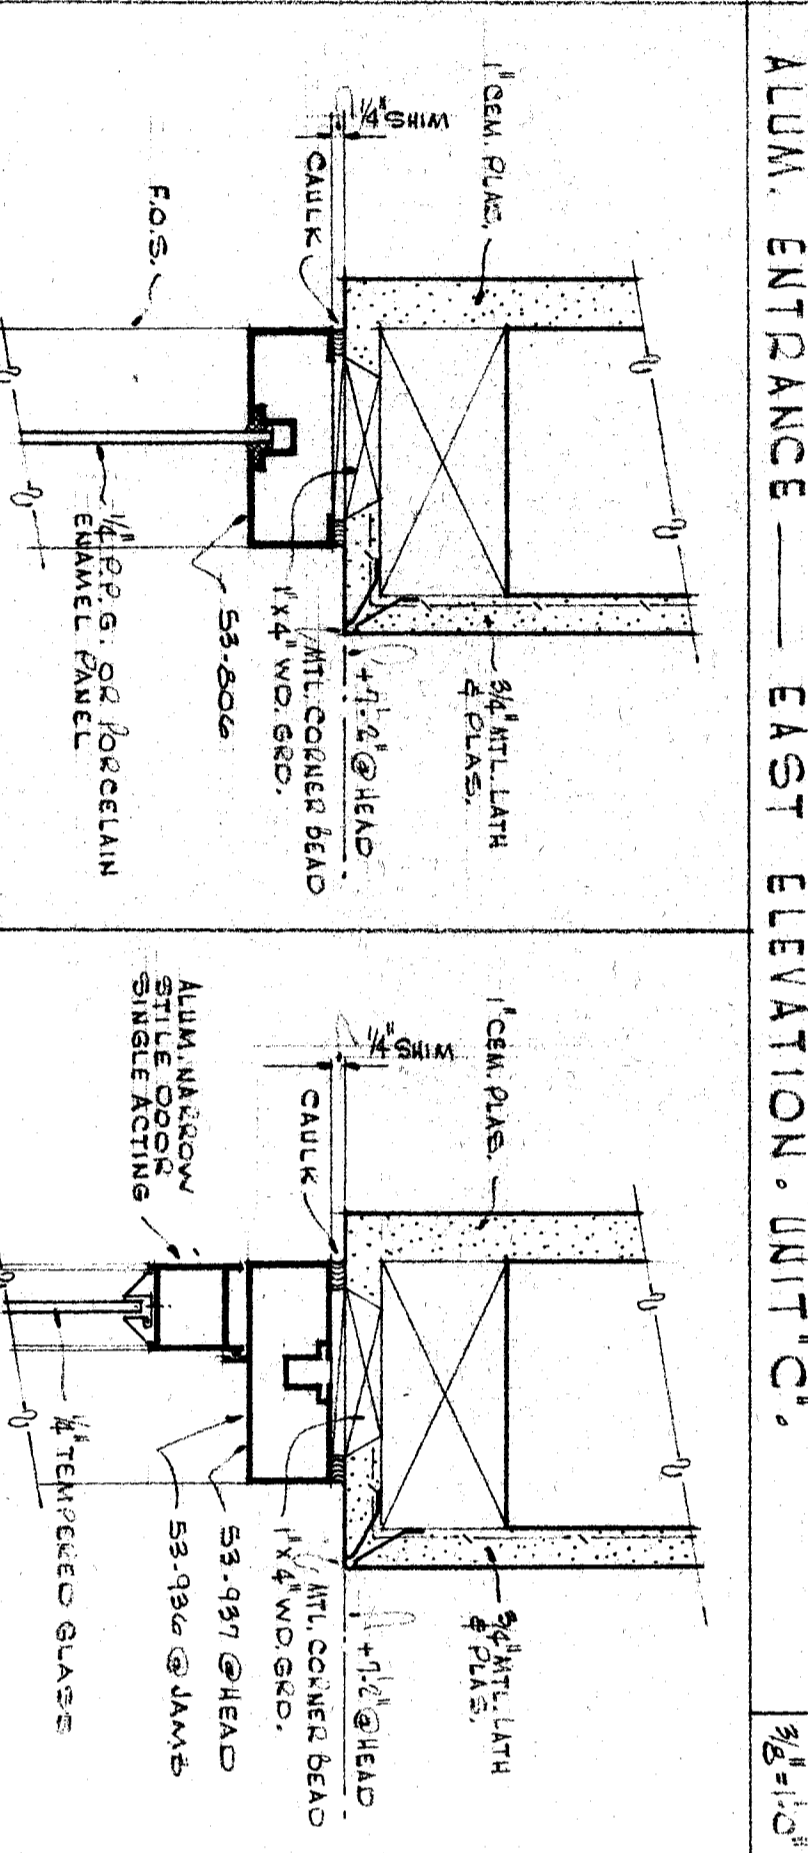 ALUM. ENTRANCE — EAST ELEVATION. UNIT "C".
3/8" = 1'-0"
1" CEM. PLAS.
1/4" SHIM
CAULK
F.O.S.
3/4" MTL. LATH
& PLAS.
+7'-2" @ HEAD
MTL. CORNER BEAD
1" X 4" WD. GRD.
53-806
1/4" P.P.G. OR PORCELAIN
ENAMEL PANEL
1" CEM. PLAS.
1/4" SHIM
CAULK
ALUM. NARROW
STILE DOOR
SINGLE ACTING
3/4" MTL. LATH
& PLAS.
+7'-2" @ HEAD
MTL. CORNER BEAD
1" X 4" WD. GRD.
53-937 @ HEAD
53-936 @ JAMB
1/4" TEMPERED GLASS